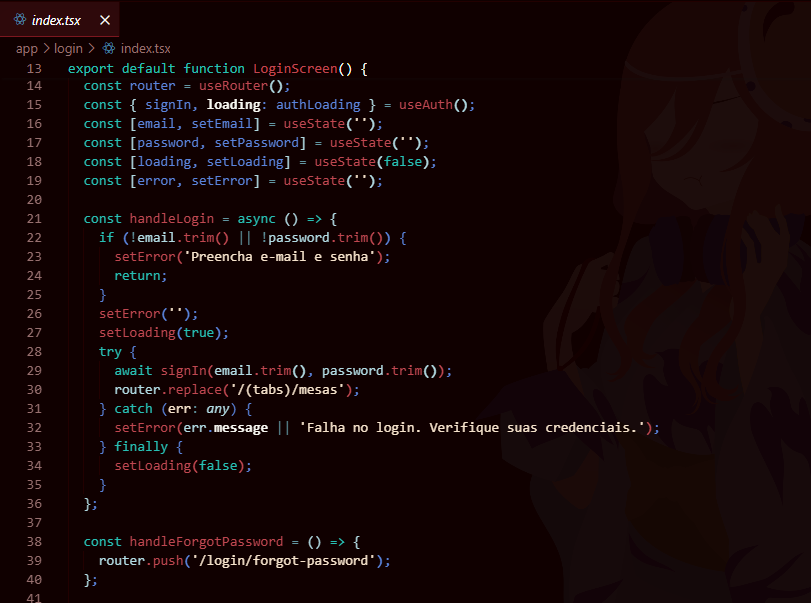 index.tsx ×
app > login > index.tsx
13 export default function LoginScreen() {
14 const router = useRouter();
15 const { signIn, loading: authLoading } = useAuth();
16 const [email, setEmail] = useState('');
17 const [password, setPassword] = useState('');
18 const [loading, setLoading] = useState(false);
19 const [error, setError] = useState('');
20
21 const handleLogin = async () => {
22 if (!email.trim() || !password.trim()) {
23 setError('Preencha e-mail e senha');
24 return;
25 }
26 setError('');
27 setLoading(true);
28 try {
29 await signIn(email.trim(), password.trim());
30 router.replace('/(tabs)/mesas');
31 } catch (err: any) {
32 setError(err.message || 'Falha no login. Verifique suas credenciais.');
33 } finally {
34 setLoading(false);
35 }
36 };
37
38 const handleForgotPassword = () => {
39 router.push('/login/forgot-password');
40 };
41